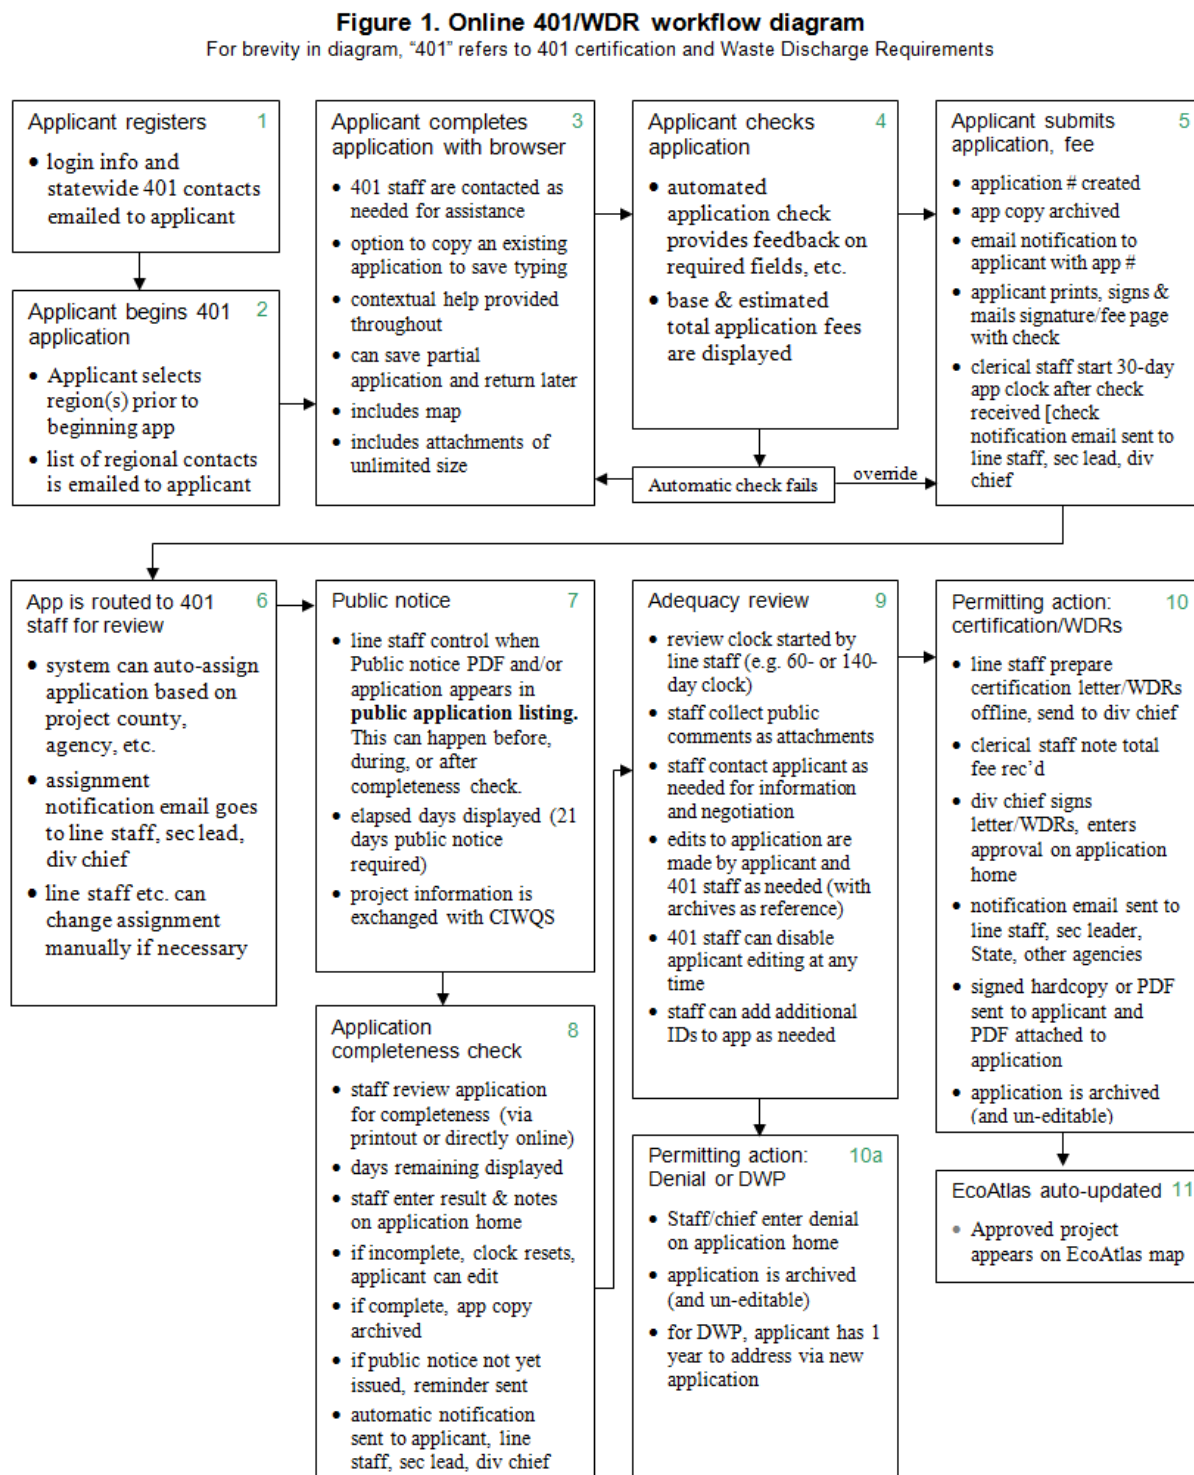 Figure 1. Online 401/WDR workflow diagram
For brevity in diagram, “401” refers to 401 certification and Waste Discharge Requirements
Applicant registers 1
• login info and
statewide 401 contacts
emailed to applicant
Applicant begins 401 2
application
• Applicant selects
region(s) prior to
beginning app
• list of regional contacts
is emailed to applicant
Applicant completes 3
application with browser
• 401 staff are contacted as
needed for assistance
• option to copy an existing
application to save typing
• contextual help provided
throughout
• can save partial
application and return later
• includes map
• includes attachments of
unlimited size
Applicant checks 4
application
• automated
application check
provides feedback on
required fields, etc.
• base & estimated
total application fees
are displayed
Automatic check fails
override
Applicant submits 5
application, fee
• application # created
• app copy archived
• email notification to
applicant with app #
• applicant prints, signs &
mails signature/fee page
with check
• clerical staff start 30-day
app clock after check
received [check
notification email sent to
line staff, sec lead, div
chief
App is routed to 401 6
staff for review
• system can auto-assign
application based on
project county,
agency, etc.
• assignment
notification email goes
to line staff, sec lead,
div chief
• line staff etc. can
change assignment
manually if necessary
Public notice 7
• line staff control when
Public notice PDF and/or
application appears in
public application listing.
This can happen before,
during, or after
completeness check.
• elapsed days displayed (21
days public notice
required)
• project information is
exchanged with CIWQS
Application 8
completeness check
• staff review application
for completeness (via
printout or directly online)
• days remaining displayed
• staff enter result & notes
on application home
• if incomplete, clock resets,
applicant can edit
• if complete, app copy
archived
• if public notice not yet
issued, reminder sent
• automatic notification
sent to applicant, line
staff, sec lead, div chief
Adequacy review 9
• review clock started by
line staff (e.g. 60- or 140-
day clock)
• staff collect public
comments as attachments
• staff contact applicant as
needed for information
and negotiation
• edits to application are
made by applicant and
401 staff as needed (with
archives as reference)
• 401 staff can disable
applicant editing at any
time
• staff can add additional
IDs to app as needed
Permitting action: 10a
Denial or DWP
• Staff/chief enter denial
on application home
• application is archived
(and un-editable)
• for DWP, applicant has 1
year to address via new
application
Permitting action: 10
certification/WDRs
• line staff prepare
certification letter/WDRs
offline, send to div chief
• clerical staff note total
fee rec’d
• div chief signs
letter/WDRs, enters
approval on application
home
• notification email sent to
line staff, sec leader,
State, other agencies
• signed hardcopy or PDF
sent to applicant and
PDF attached to
application
• application is archived
(and un-editable)
EcoAtlas auto-updated 11
• Approved project
appears on EcoAtlas map